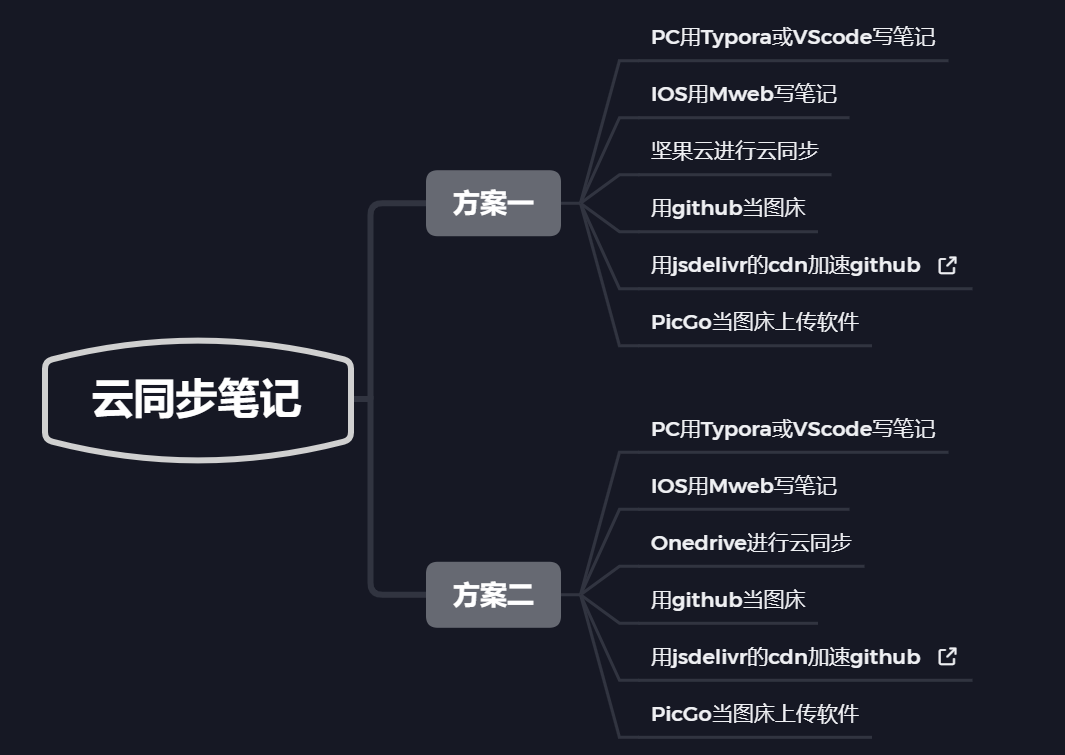 云同步笔记
方案一
PC用Typora或VScode写笔记
IOS用Mweb写笔记
坚果云进行云同步
用github当图床
用jsdelivr的cdn加速github
PicGo当图床上传软件
方案二
PC用Typora或VScode写笔记
IOS用Mweb写笔记
Onedrive进行云同步
用github当图床
用jsdelivr的cdn加速github
PicGo当图床上传软件